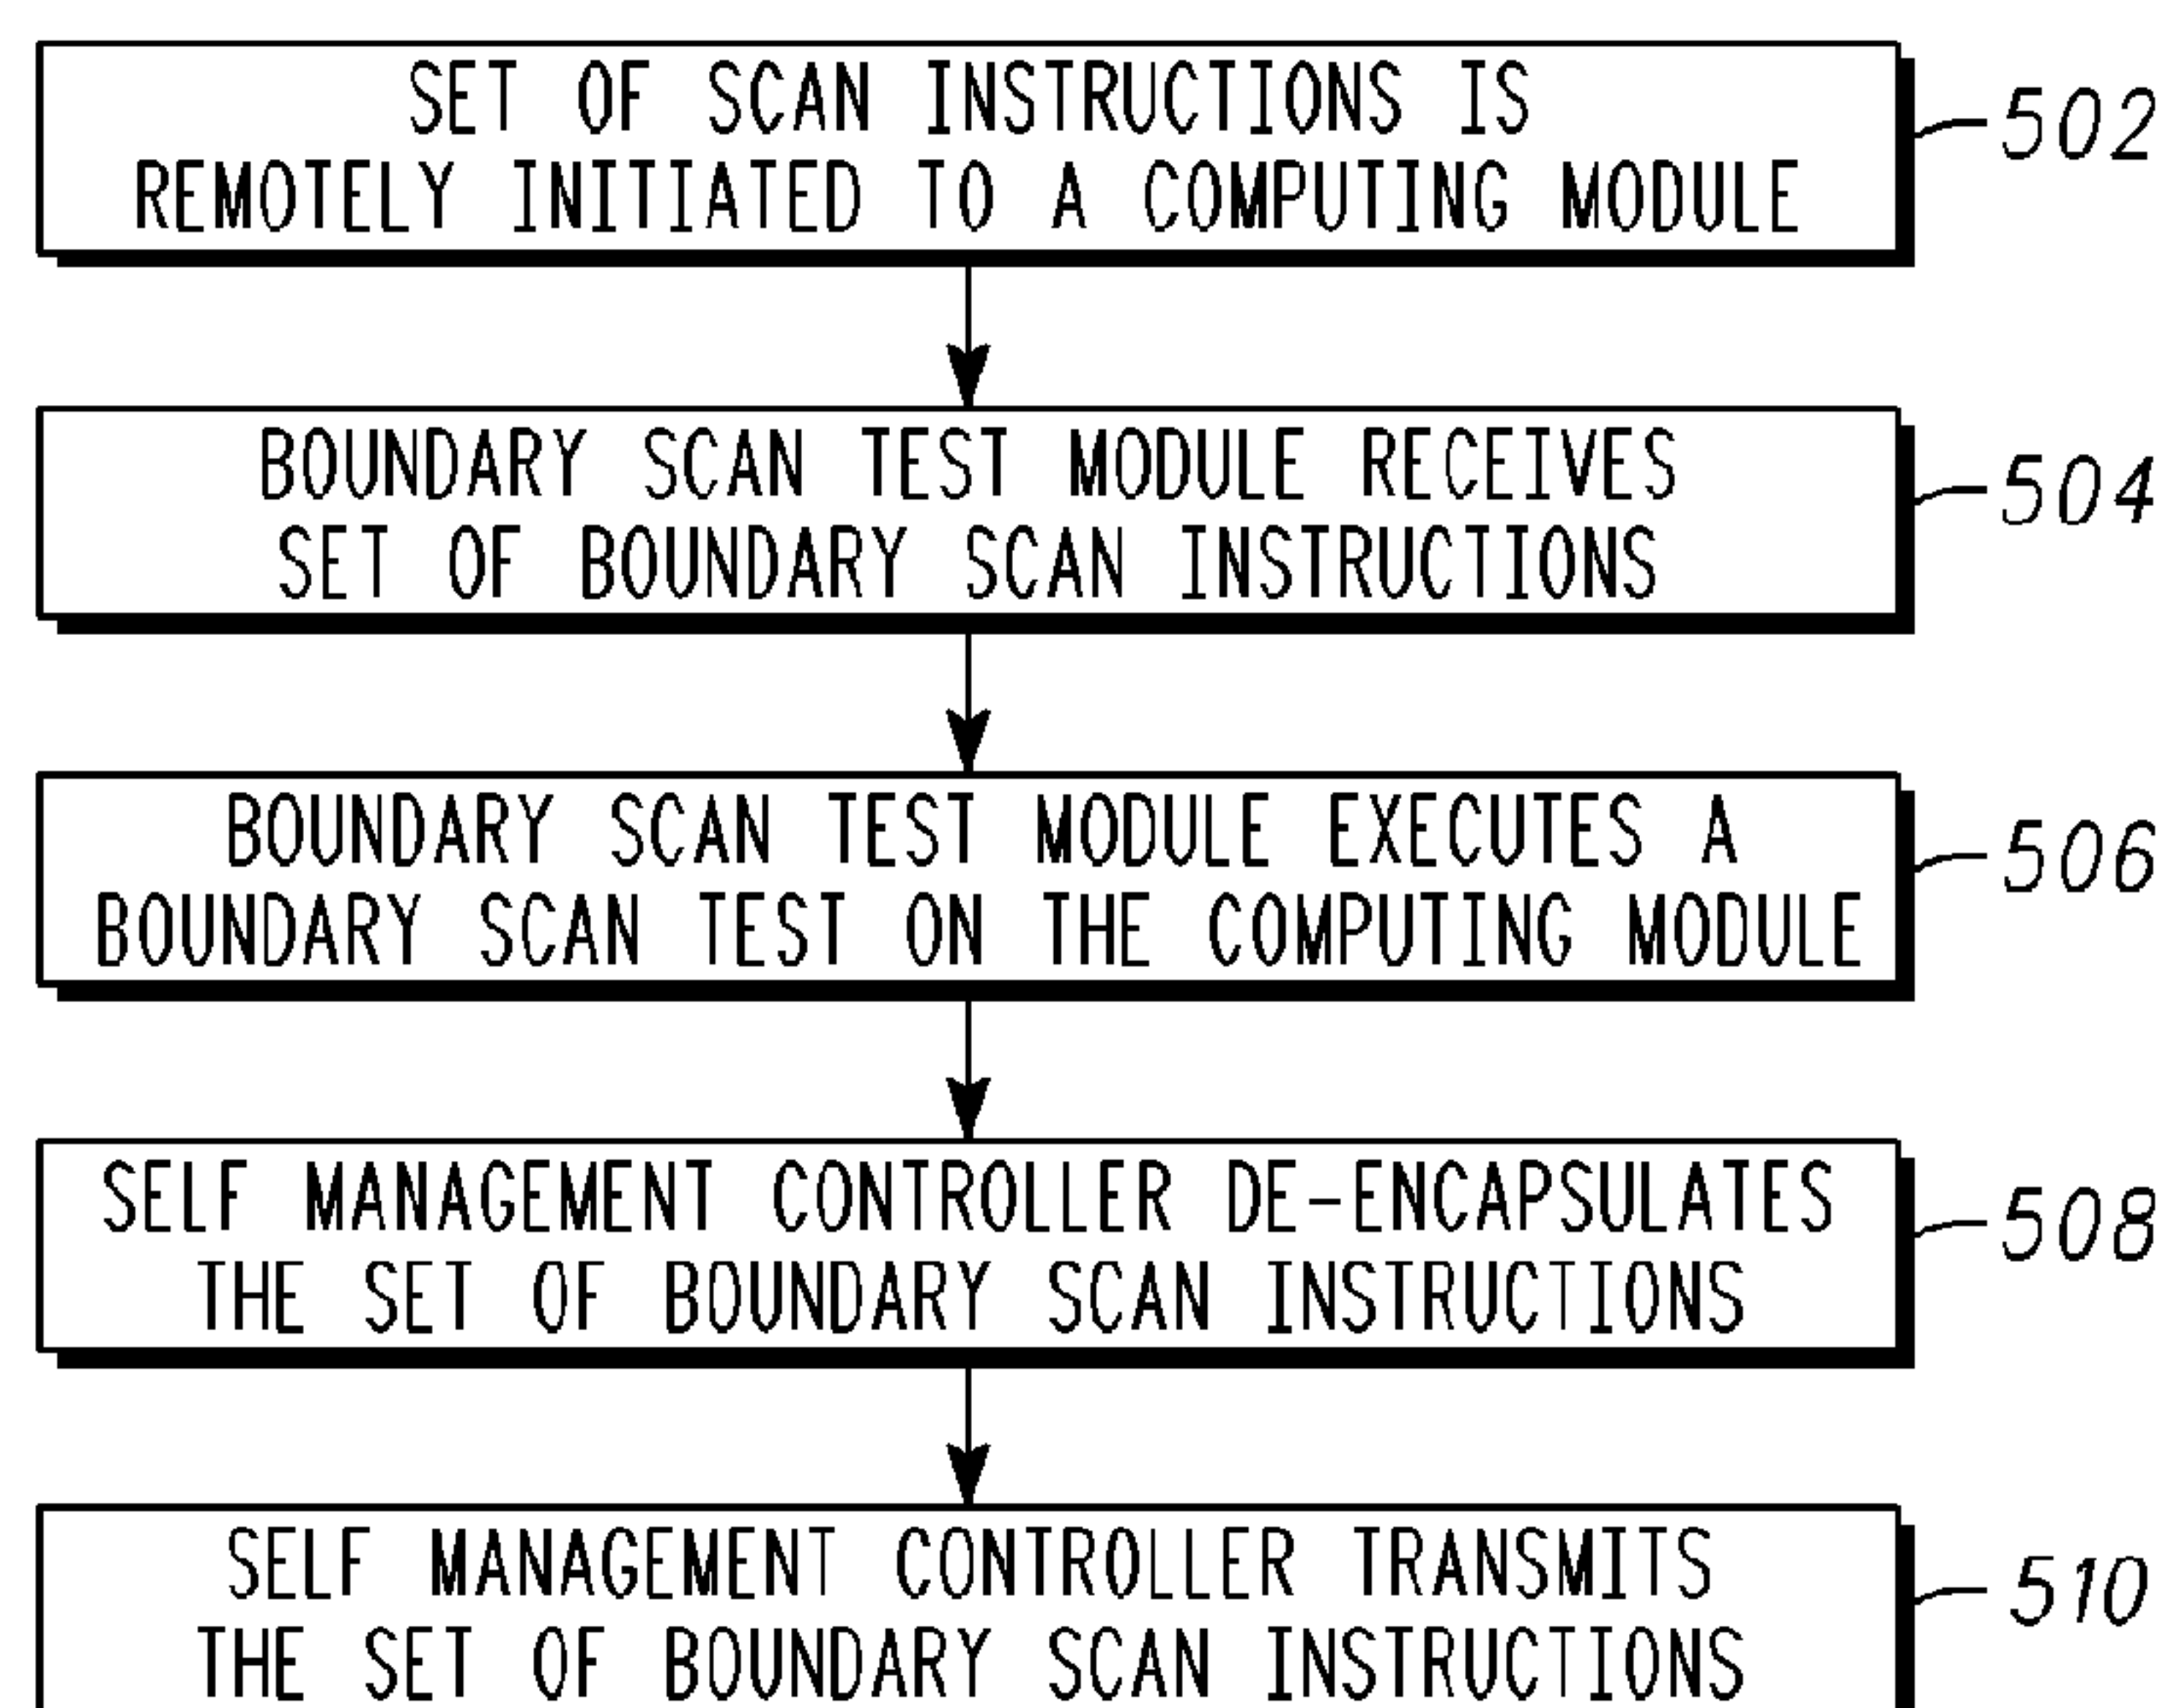 SET OF SCAN INSTRUCTIONS IS
REMOTELY INITIATED TO A COMPUTING MODULE
502
BOUNDARY SCAN TEST MODULE RECEIVES
SET OF BOUNDARY SCAN INSTRUCTIONS
504
BOUNDARY SCAN TEST MODULE EXECUTES A
BOUNDARY SCAN TEST ON THE COMPUTING MODULE
506
SELF MANAGEMENT CONTROLLER DE-ENCAPSULATES
THE SET OF BOUNDARY SCAN INSTRUCTIONS
508
SELF MANAGEMENT CONTROLLER TRANSMITS
THE SET OF BOUNDARY SCAN INSTRUCTIONS
510